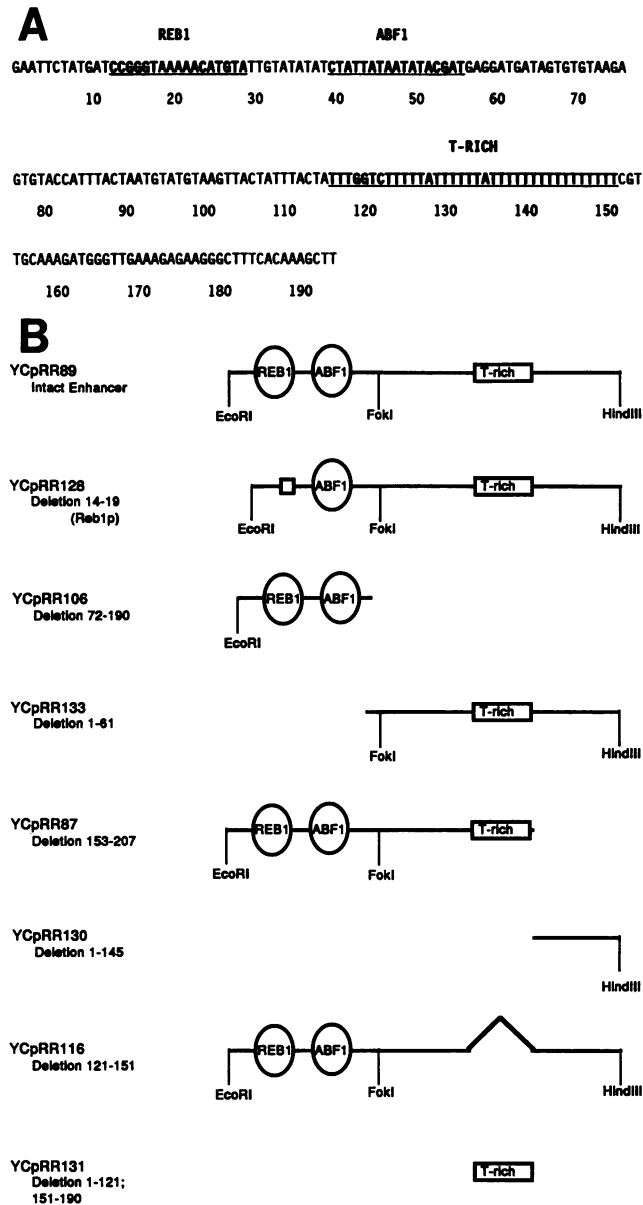 A
REB1 ABF1
GAATTCTATGATCCGGGTAAAAACATGTATTGTATATATCTATTATAATATACGATGAGGATGATAGTGTGTAAGA
10 20 30 40 50 60 70
T-RICH
GTGTACCATTTACTAATGTATGTAAGTTACTATTTACTATTTGGTCTTTTTATTTTTTATTTTTTTTTTTTTTTTCGT
80 90 100 110 120 130 140 150
TGCAAAGATGGGTTGAAAGAGAAGGGCTTTCACAAAGCTT
160 170 180 190
B
YCpRR89
Intact Enhancer
REB1 ABF1 T-rich
EcoRI FokI HindIII
YCpRR128
Deletion 14-19
(Reb1p)
ABF1 T-rich
EcoRI FokI HindIII
YCpRR106
Deletion 72-190
REB1 ABF1
EcoRI
YCpRR133
Deletion 1-61
T-rich
FokI HindIII
YCpRR87
Deletion 153-207
REB1 ABF1 T-rich
EcoRI FokI
YCpRR130
Deletion 1-145
HindIII
YCpRR116
Deletion 121-151
REB1 ABF1
EcoRI FokI HindIII
YCpRR131
Deletion 1-121;
151-190
T-rich